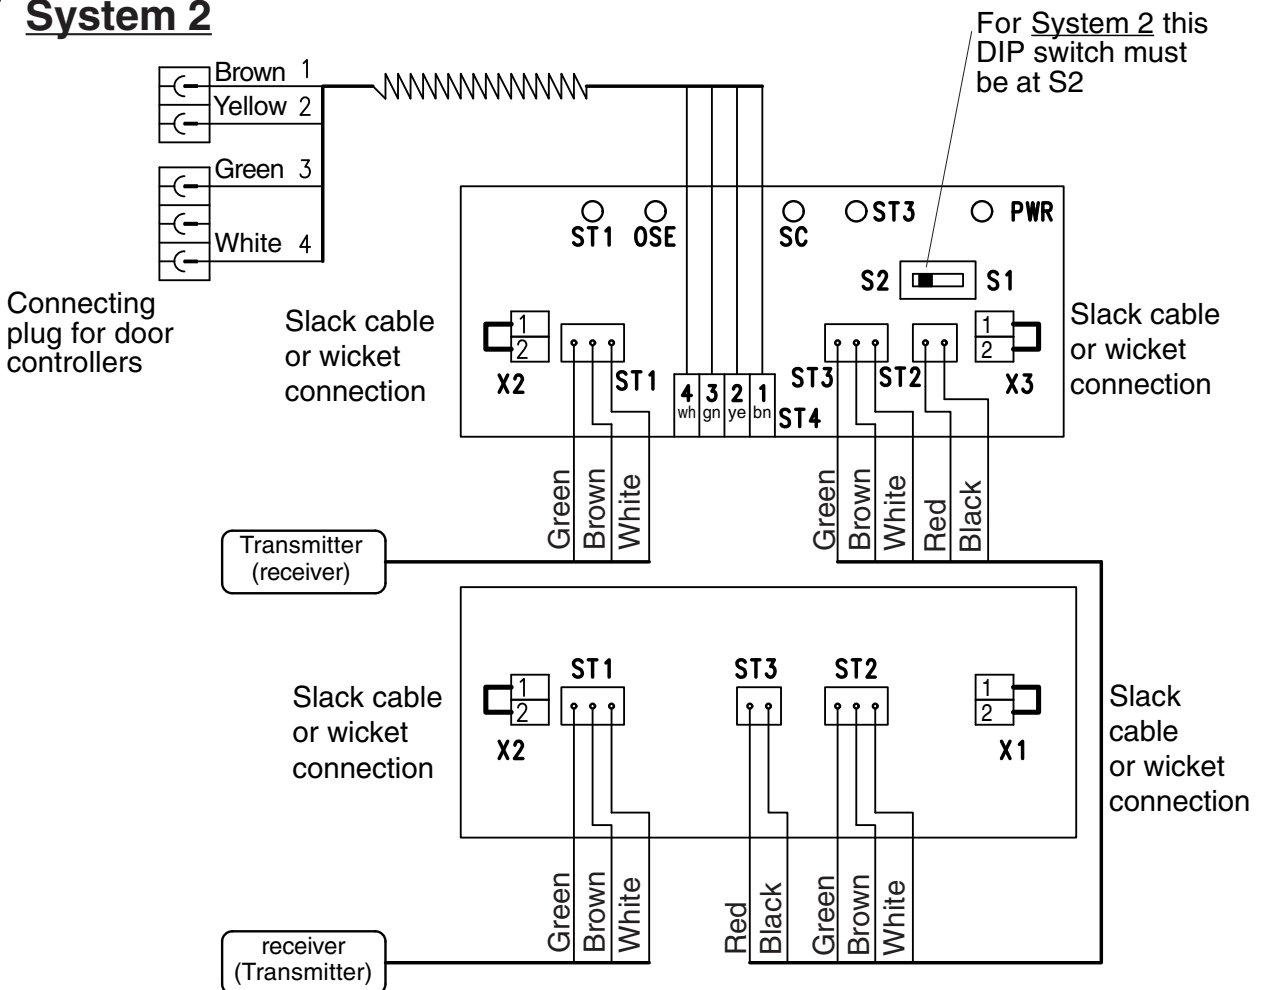 System 2
For System 2 this
DIP switch must
be at S2
Brown 1
Yellow 2
Green 3
White 4
Connecting
plug for door
controllers
ST1 OSE SC ST3 PWR
S2 S1
Slack cable
or wicket
connection
1
2
X2
ST1
4 3 2 1
wh gn ye bn
ST4
ST3
ST2
1
2
X3
Slack cable
or wicket
connection
Green
Brown
White
Green
Brown
White
Red
Black
Transmitter
(receiver)
Slack cable
or wicket
connection
1
2
X2
ST1
ST3
ST2
1
2
X1
Slack
cable
or wicket
connection
Green
Brown
White
Red
Black
Green
Brown
White
receiver
(Transmitter)